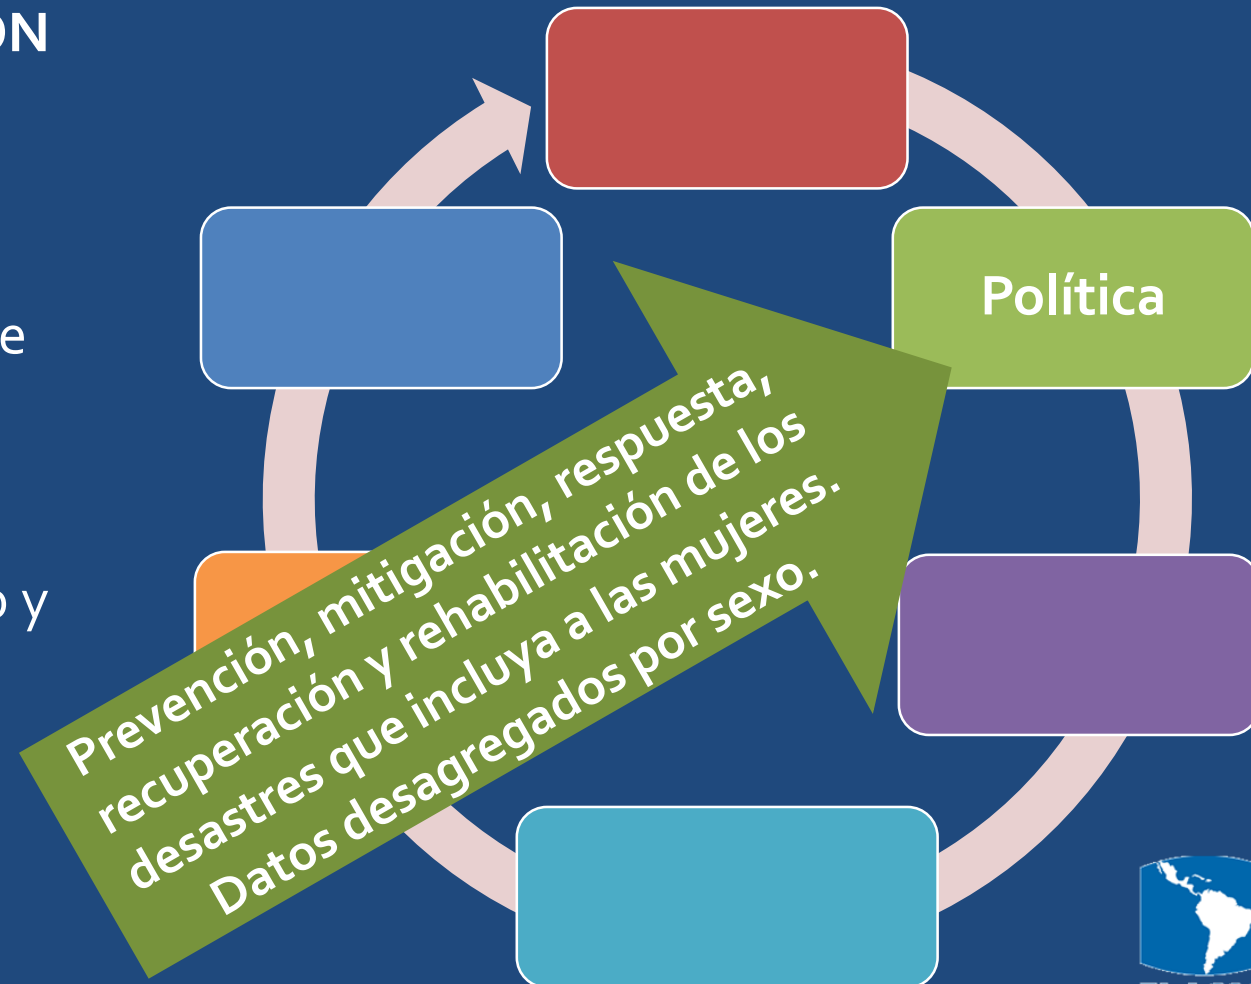 ON
e
o y
Política
Prevención, mitigación, respuesta,
recuperación y rehabilitación de los
desastres que incluya a las mujeres.
Datos desagregados por sexo.